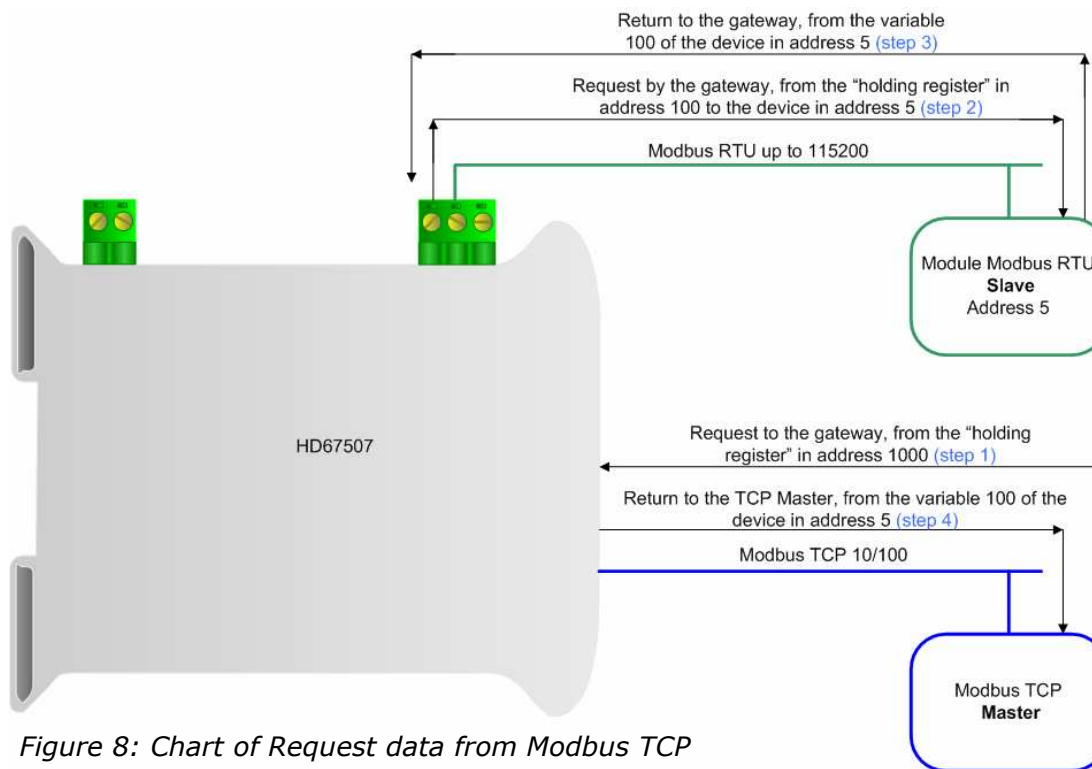 Return to the gateway, from the variable
100 of the device in address 5 (step 3)
Request by the gateway, from the “holding register” in
address 100 to the device in address 5 (step 2)
Modbus RTU up to 115200
Module Modbus RTU
Slave
Address 5
HD67507
Request to the gateway, from the “holding
register” in address 1000 (step 1)
Return to the TCP Master, from the variable 100 of the
device in address 5 (step 4)
Modbus TCP 10/100
Modbus TCP
Master
Figure 8: Chart of Request data from Modbus TCP